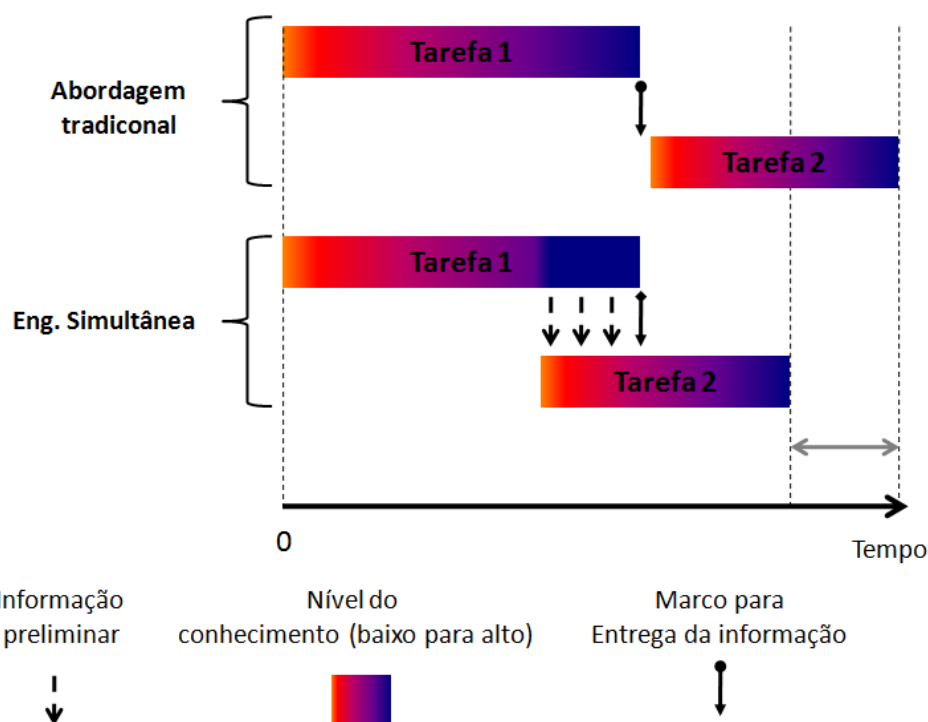 Tarefa 1
Abordagem
tradiconal
Tarefa 2
Tarefa 1
Eng. Simultânea
Tarefa 2
0
Tempo
Informação
preliminar
Nível do
conhecimento (baixo para alto)
Marco para
Entrega da informação